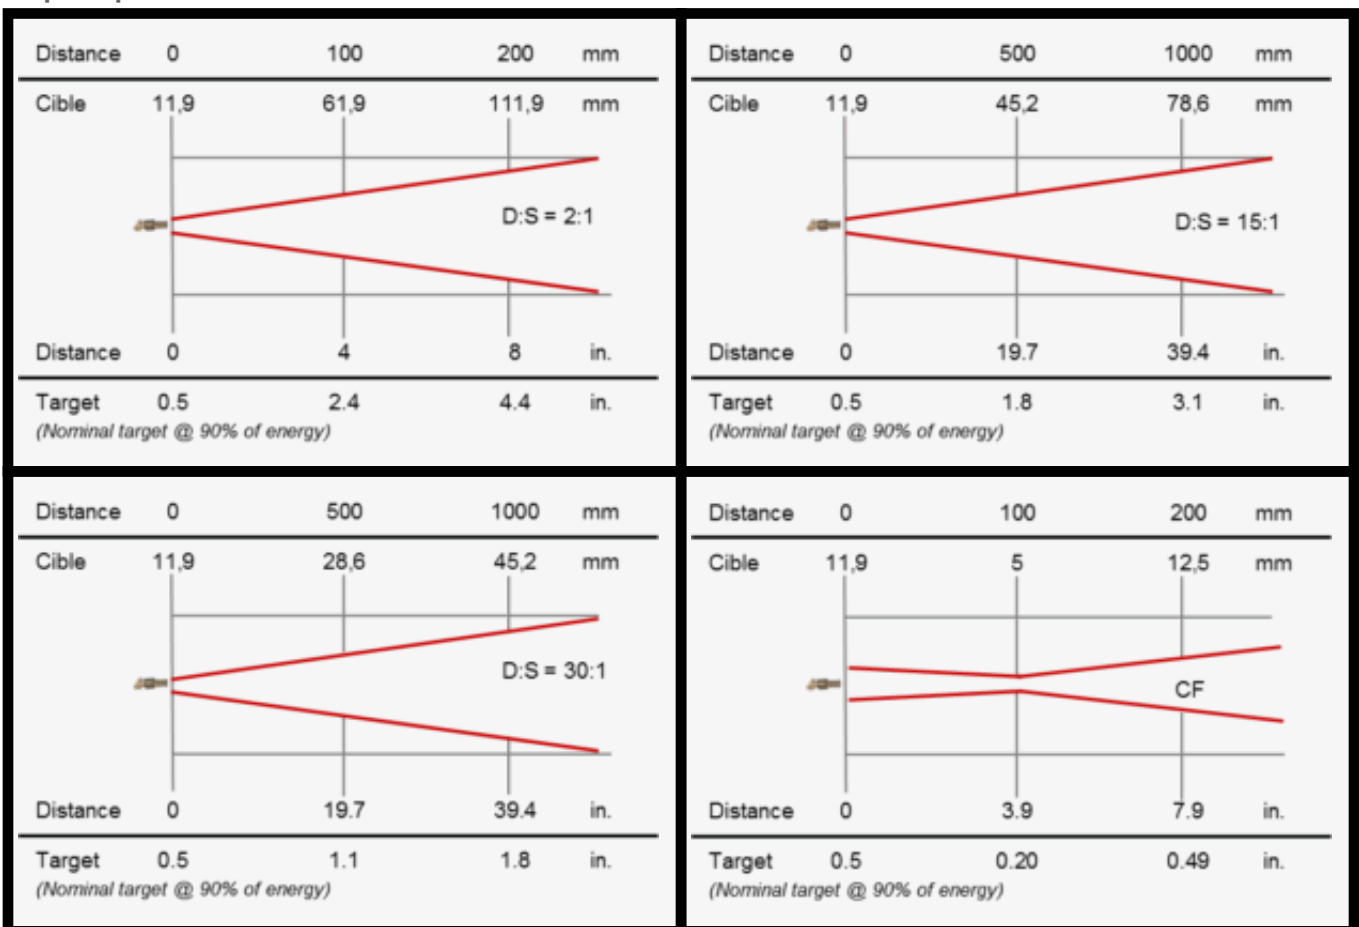 Distance 0 100 200 mm
Cible 11,9 61,9 111,9 mm
D:S = 2:1
Distance 0 4 8 in.
Target 0.5 2.4 4.4 in.
(Nominal target @ 90% of energy)
Distance 0 500 1000 mm
Cible 11,9 45,2 78,6 mm
D:S = 15:1
Distance 0 19.7 39.4 in.
Target 0.5 1.8 3.1 in.
(Nominal target @ 90% of energy)
Distance 0 500 1000 mm
Cible 11,9 28,6 45,2 mm
D:S = 30:1
Distance 0 19.7 39.4 in.
Target 0.5 1.1 1.8 in.
(Nominal target @ 90% of energy)
Distance 0 100 200 mm
Cible 11,9 5 12,5 mm
CF
Distance 0 3.9 7.9 in.
Target 0.5 0.20 0.49 in.
(Nominal target @ 90% of energy)